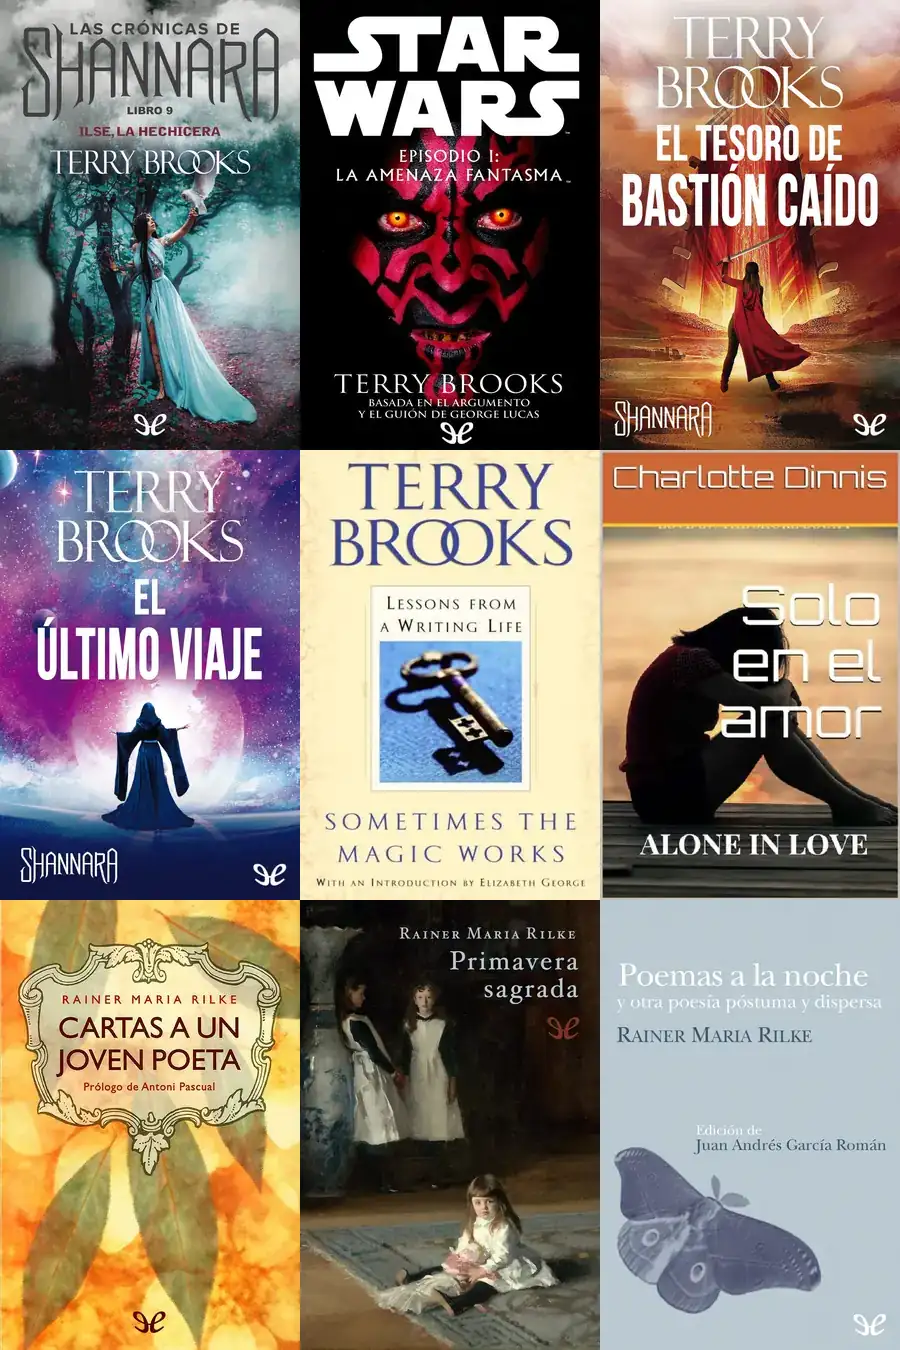 LAS CRÓNICAS DE
SHANNARA
LIBRO 9
ILSE, LA HECHICERA
TERRY BROOKS
STAR
WARS
EPISODIO I:
LA AMENAZA FANTASMA
TERRY BROOKS
BASADA EN EL ARGUMENTO
Y EL GUIÓN DE GEORGE LUCAS
TERRY
BROOKS
EL TESORO DE
BASTIÓN CAÍDO
SHANNARA
TERRY
BROOKS
EL
ÚLTIMO VIAJE
SHANNARA
TERRY
BROOKS
LESSONS FROM
A WRITING LIFE
SOMETIMES THE
MAGIC WORKS
WITH AN INTRODUCTION BY ELIZABETH GEORGE
Charlotte Dinnis
Solo
en el
amor
ALONE IN LOVE
RAINER MARIA RILKE
CARTAS A UN
JOVEN POETA
Prólogo de Antoni Pascual
RAINER MARIA RILKE
Primavera
sagrada
Poemas a la noche
y otra poesía póstuma y dispersa
RAINER MARIA RILKE
Edición de
Juan Andrés García Román